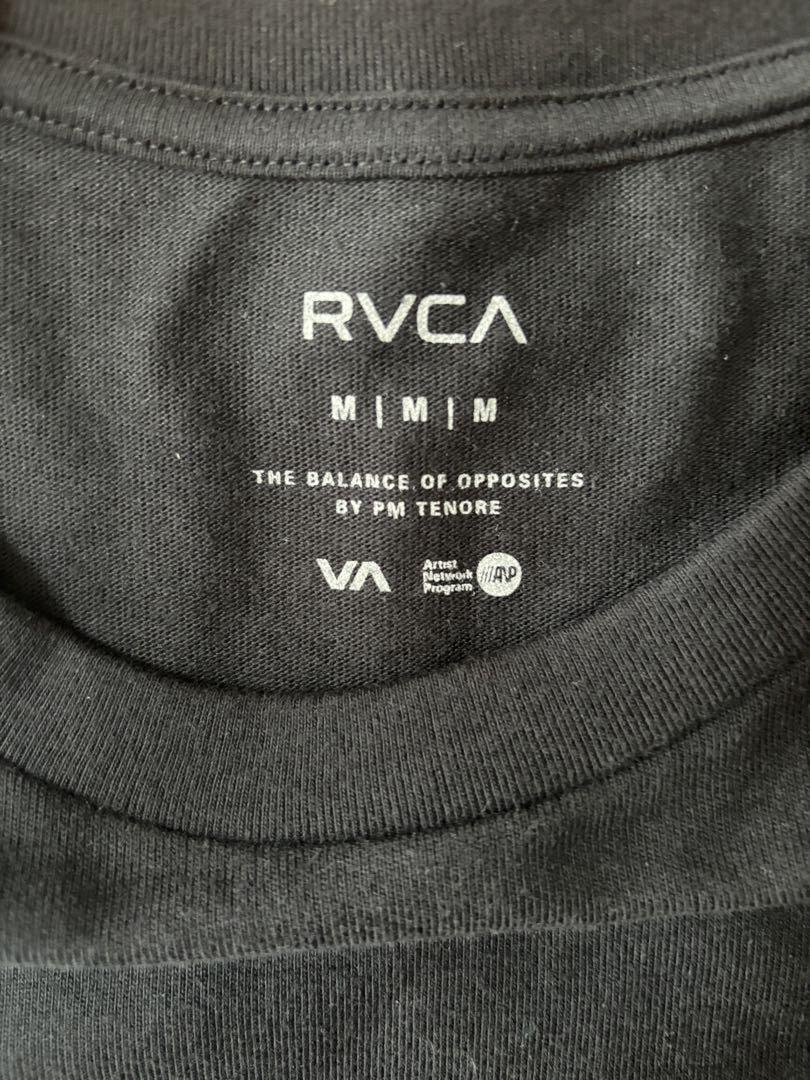 RVCA
M | M | M
THE BALANCE OF OPPOSITES
BY PM TENORE
VA
Artist
Network
Program
ANP